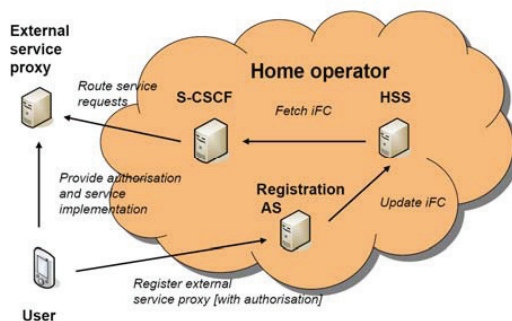 External
service
proxy
Home operator
Route service
requests
S-CSCF
Fetch iFC
HSS
Provide authorisation
and service
implementation
Registration
AS
Update iFC
Register external
service proxy [with authorisation]
User